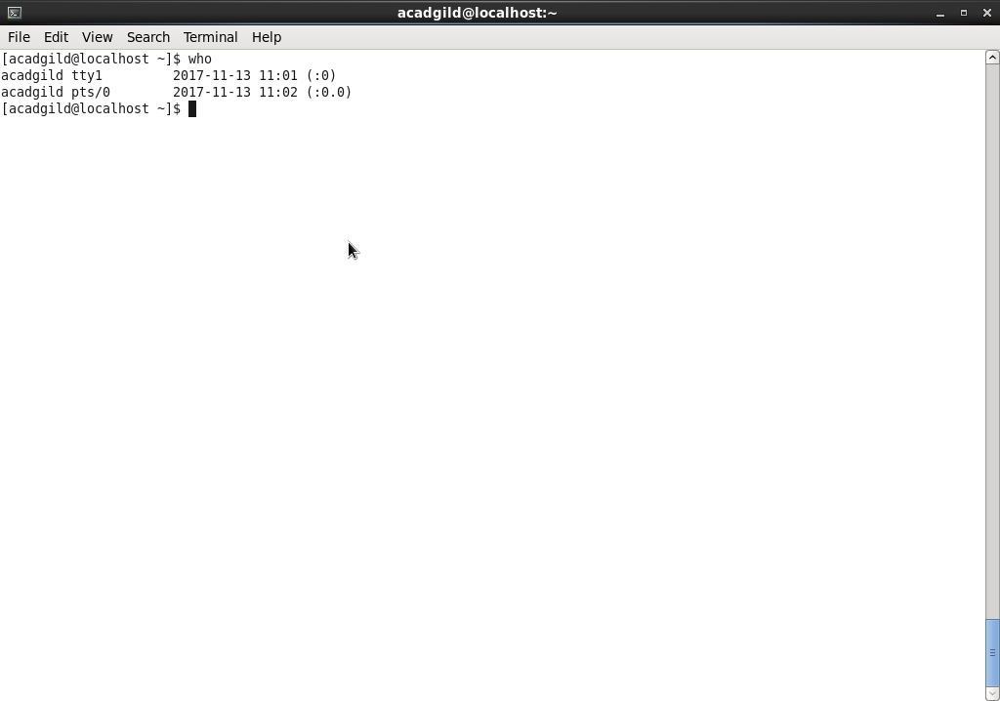 acadgild@localhost:~
File Edit View Search Terminal Help
[acadgild@localhost ~]$ who
acadgild tty1         2017-11-13 11:01 (:0)
acadgild pts/0        2017-11-13 11:02 (:0.0)
[acadgild@localhost ~]$